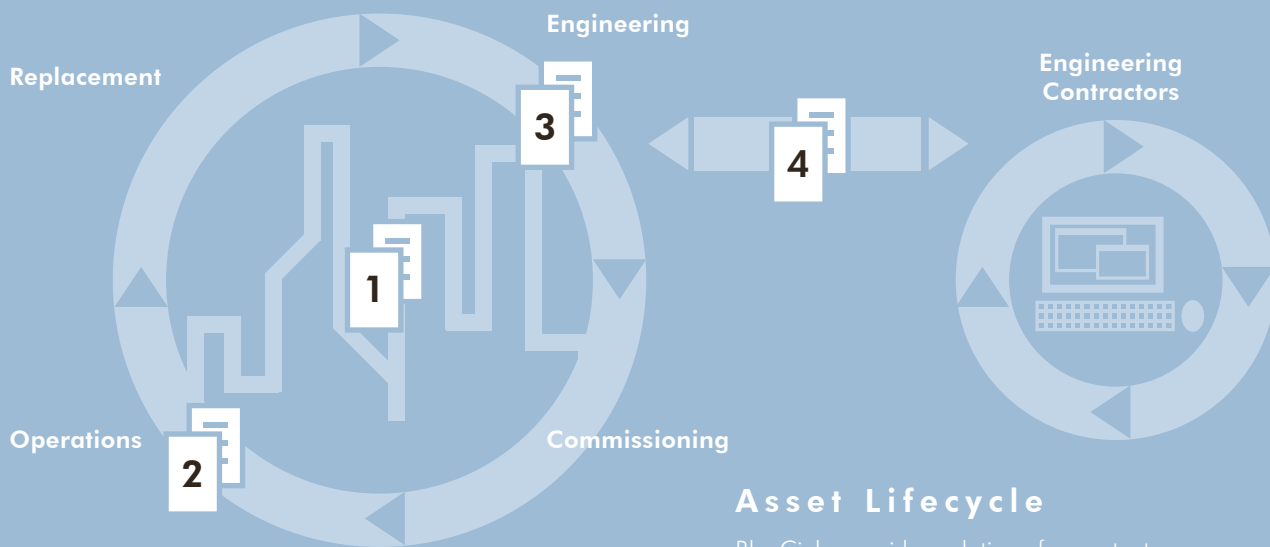 Engineering
Replacement
Engineering
Contractors
3
4
1
Operations
Commissioning
2
Asset Lifecycle